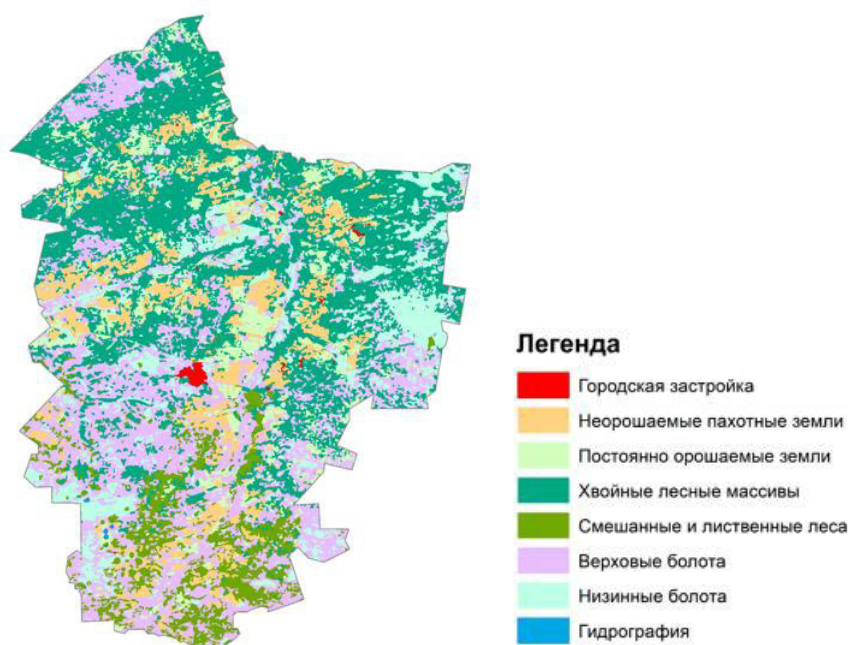 Легенда
Городская застройка
Неорошаемые пахотные земли
Постоянно орошаемые земли
Хвойные лесные массивы
Смешанные и лиственные леса
Верховые болота
Низинные болота
Гидрография